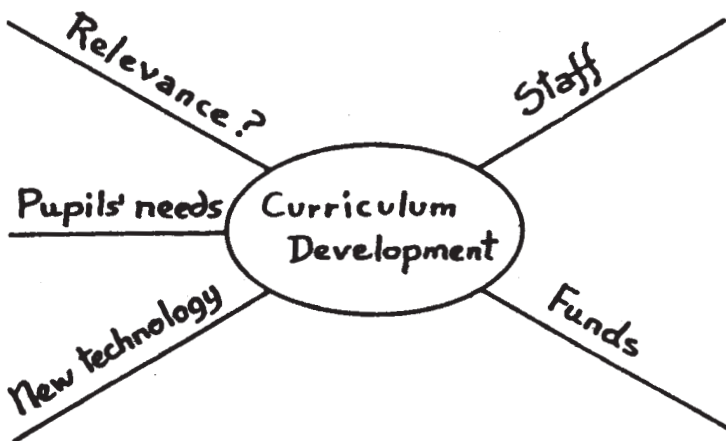 Relevance?
Staff
Pupils' needs
Curriculum
Development
New technology
Funds